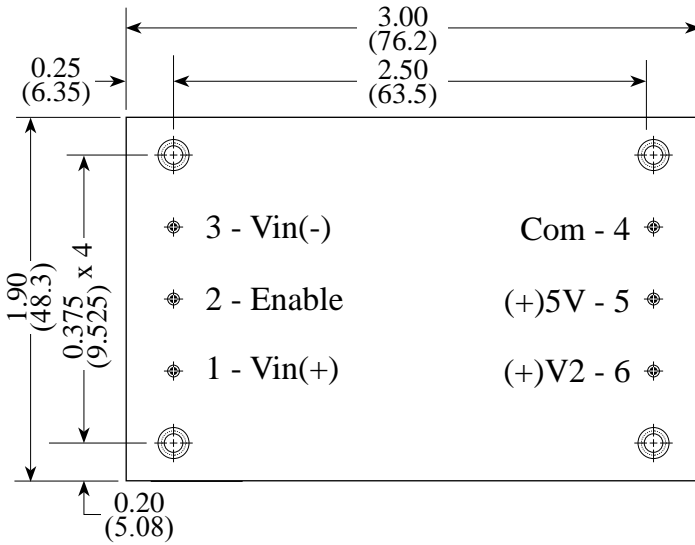 3.00
(76.2)
0.25
(6.35)
2.50
(63.5)
3 - Vin(-)
Com - 4
1.90
(48.3)
0.375
(9.525)
x 4
2 - Enable
(+)5V - 5
1 - Vin(+)
(+)V2 - 6
0.20
(5.08)